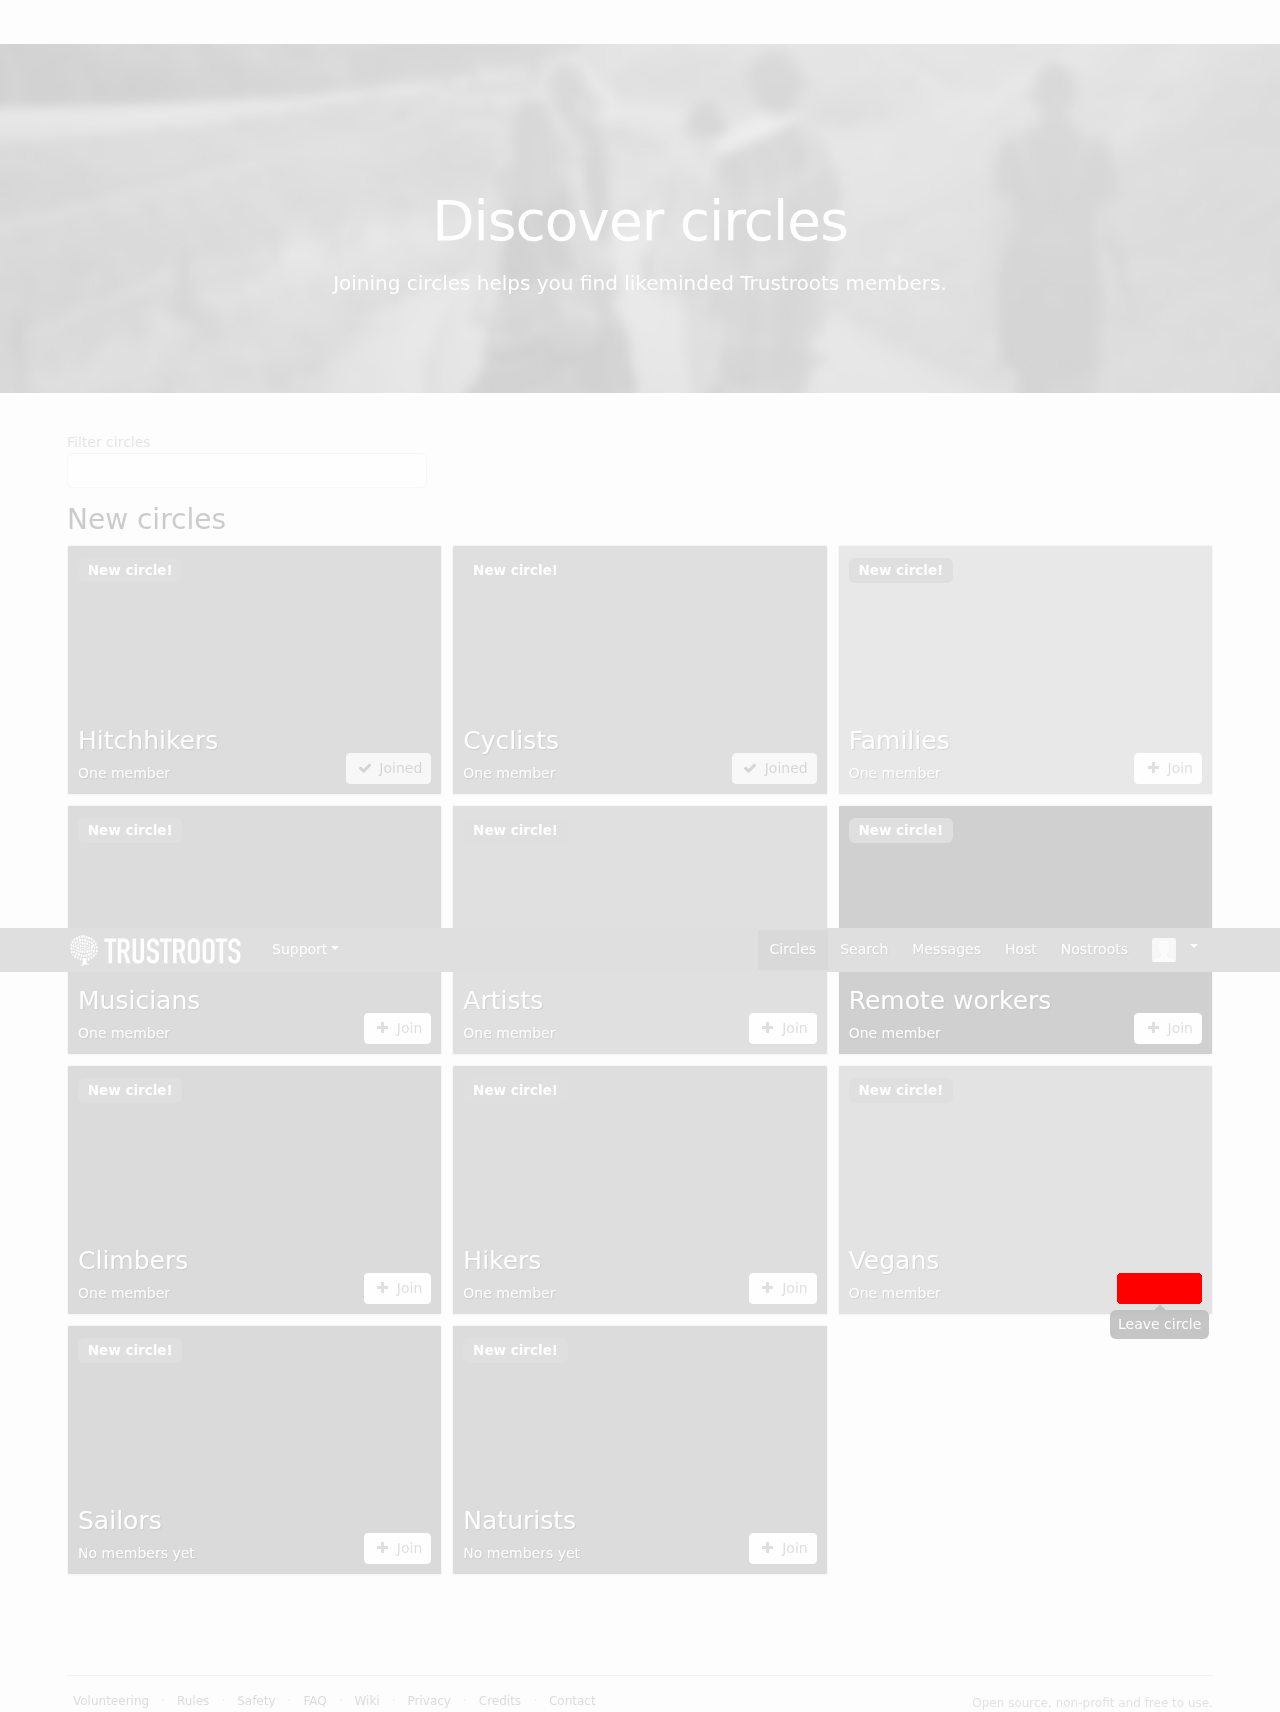 Discover circles
Joining circles helps you find likeminded Trustroots members.
Filter circles
New circles
New circle!
Hitchhikers
One member
Joined
New circle!
Cyclists
One member
Joined
New circle!
Families
One member
Join
New circle!
New circle!
New circle!
TRUSTROOTS
Support
Circles
Search
Messages
Host
Nostroots
Musicians
One member
Join
Artists
One member
Join
Remote workers
One member
Join
New circle!
Climbers
One member
Join
New circle!
Hikers
One member
Join
New circle!
Vegans
One member
Leave circle
New circle!
Sailors
No members yet
Join
New circle!
Naturists
No members yet
Join
Volunteering · Rules · Safety · FAQ · Wiki · Privacy · Credits · Contact
Open source, non-profit and free to use.